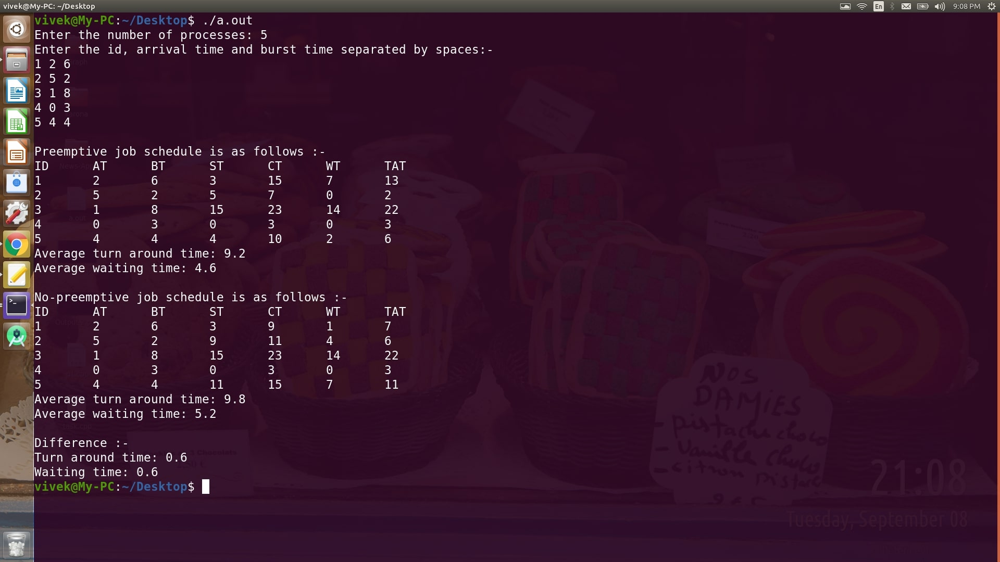 vivek@My-PC: ~/Desktop
En
9:08 PM
vivek@My-PC:~/Desktop$ ./a.out
Enter the number of processes: 5
Enter the id, arrival time and burst time separated by spaces:-
1 2 6
2 5 2
3 1 8
4 0 3
5 4 4
Preemptive job schedule is as follows :-
ID AT BT ST CT WT TAT
1 2 6 3 15 7 13
2 5 2 5 7 0 2
3 1 8 15 23 14 22
4 0 3 0 3 0 3
5 4 4 4 10 2 6
Average turn around time: 9.2
Average waiting time: 4.6
No-preemptive job schedule is as follows :-
ID AT BT ST CT WT TAT
1 2 6 3 9 1 7
2 5 2 9 11 4 6
3 1 8 15 23 14 22
4 0 3 0 3 0 3
5 4 4 11 15 7 11
Average turn around time: 9.8
Average waiting time: 5.2
Difference :-
Turn around time: 0.6
Waiting time: 0.6
vivek@My-PC:~/Desktop$
a.out
task.cpp
3 Chocolats
NOS
DAMIES
- pistache choco
- Vanille choco
- citron pistache
21:08
Tuesday, September 08